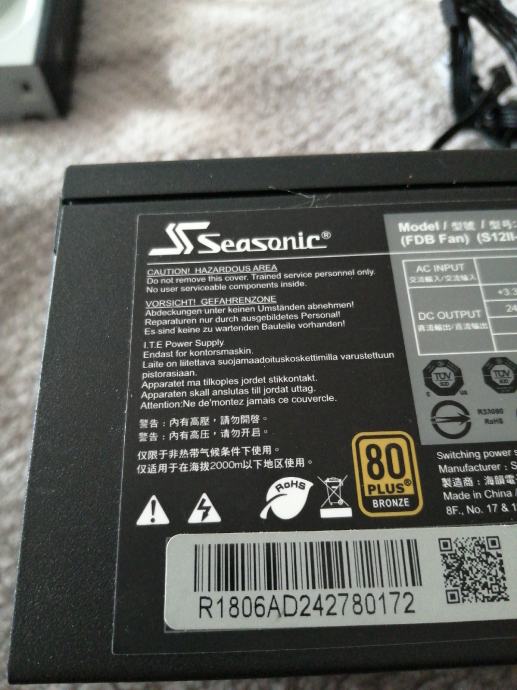 Seasonic®
CAUTION! HAZARDOUS AREA
Do not remove this cover. Trained service personnel only.
No user serviceable components inside.
VORSICHT! GEFAHRENZONE
Abdeckungen unter keinen Umständen abnehmen!
Reparaturen nur durch ausgebildetes Personal!
Es sind keine zu wartenden Bauteile vorhanden!
I.T.E Power Supply
Endast for kontorsmaskin.
Laite on liitettava suojamaadoituskoskettimilla varustettuun
pistorasiaan.
Apparatet ma tilkoples jordet stikkontakt.
Apparaten skall anslutas till jordat uttag.
Attention:Ne de'montez jamais ce couvercle.
警告：內有高壓，請勿開啓。
警告：内有高压，请勿开启。
仅限于非热带气候条件下使用。
仅适用于在海拔2000m以下地区使用。
RoHS
80
PLUS®
BRONZE
R1806AD242780172
Model / 型號 / 型号:
(FDB Fan) (S12II-
AC INPUT
交流輸入/交流输入
DC OUTPUT
直流輸出/直流输出
+3.3
24
TÜV
TÜV
RoHS
Switching power s
Manufacturer : S
製造商：海韻電
Made in China /
8F., No. 17 & 1